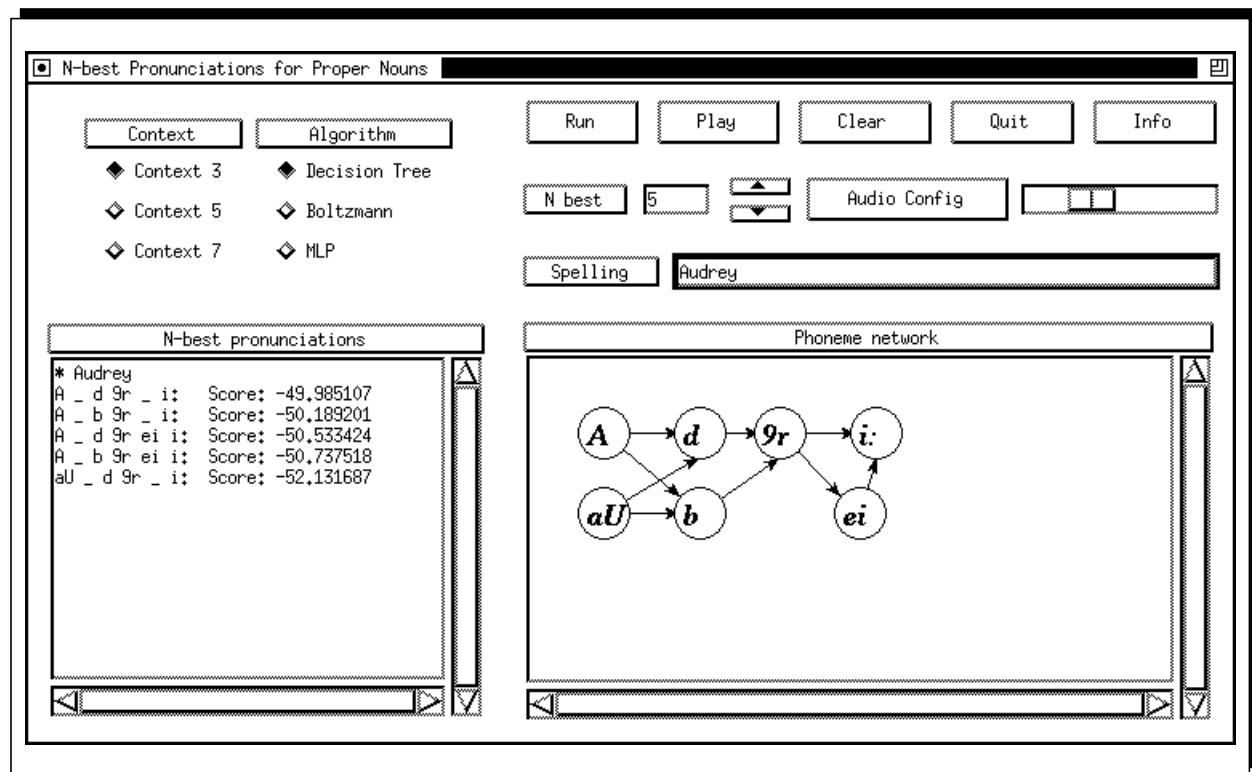 N-best Pronunciations for Proper Nouns
Run Play Clear Quit Info
Context Algorithm
Context 3 Decision Tree
Context 5 Boltzmann
Context 7 MLP
N best 5 Audio Config
Spelling Audrey
N-best pronunciations
* Audrey
A _ d 9r _ i: Score: -49.985107
A _ b 9r _ i: Score: -50.189201
A _ d 9r ei i: Score: -50.533424
A _ b 9r ei i: Score: -50.737518
aU _ d 9r _ i: Score: -52.131687
Phoneme network
A d 9r i:
aU b ei